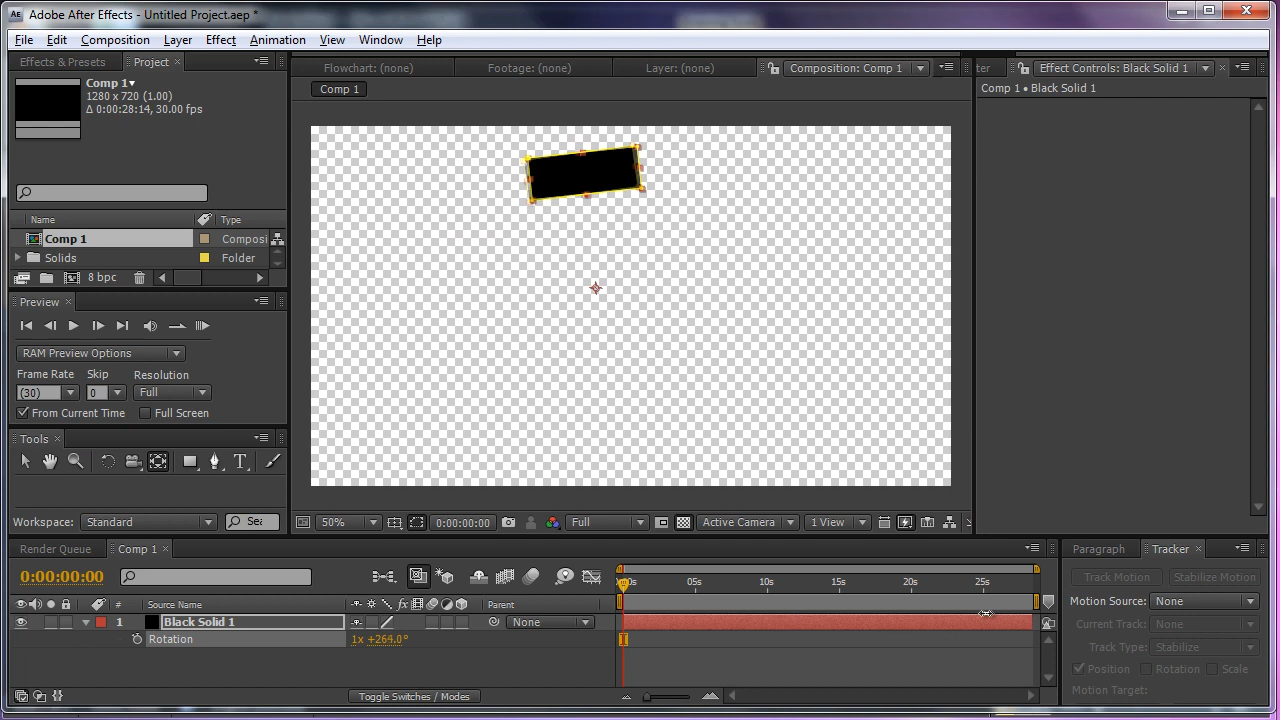 Ae Adobe After Effects - Untitled Project.aep *
File Edit Composition Layer Effect Animation View Window Help
Effects & Presets Project ×
Comp 1▼
1280 x 720 (1.00)
Δ 0:00:28:14, 30.00 fps
Name Type
Comp 1 Composi
Solids Folder
8 bpc
Preview ×
RAM Preview Options
Frame Rate Skip Resolution
(30) 0 Full
From Current Time Full Screen
Tools ×
Workspace: Standard Sea
Flowchart: (none) Footage: (none) Layer: (none) Composition: Comp 1
Comp 1
50% 0:00:00:00 Full Active Camera 1 View
ter Effect Controls: Black Solid 1 ×
Comp 1 • Black Solid 1
Render Queue Comp 1 ×
0:00:00:00
# Source Name fx Parent
1 Black Solid 1 None
Rotation 1x +264.0°
Toggle Switches / Modes
00s 05s 10s 15s 20s 25s
Paragraph Tracker ×
Track Motion Stabilize Motion
Motion Source: None
Current Track: None
Track Type: Stabilize
Position Rotation Scale
Motion Target: